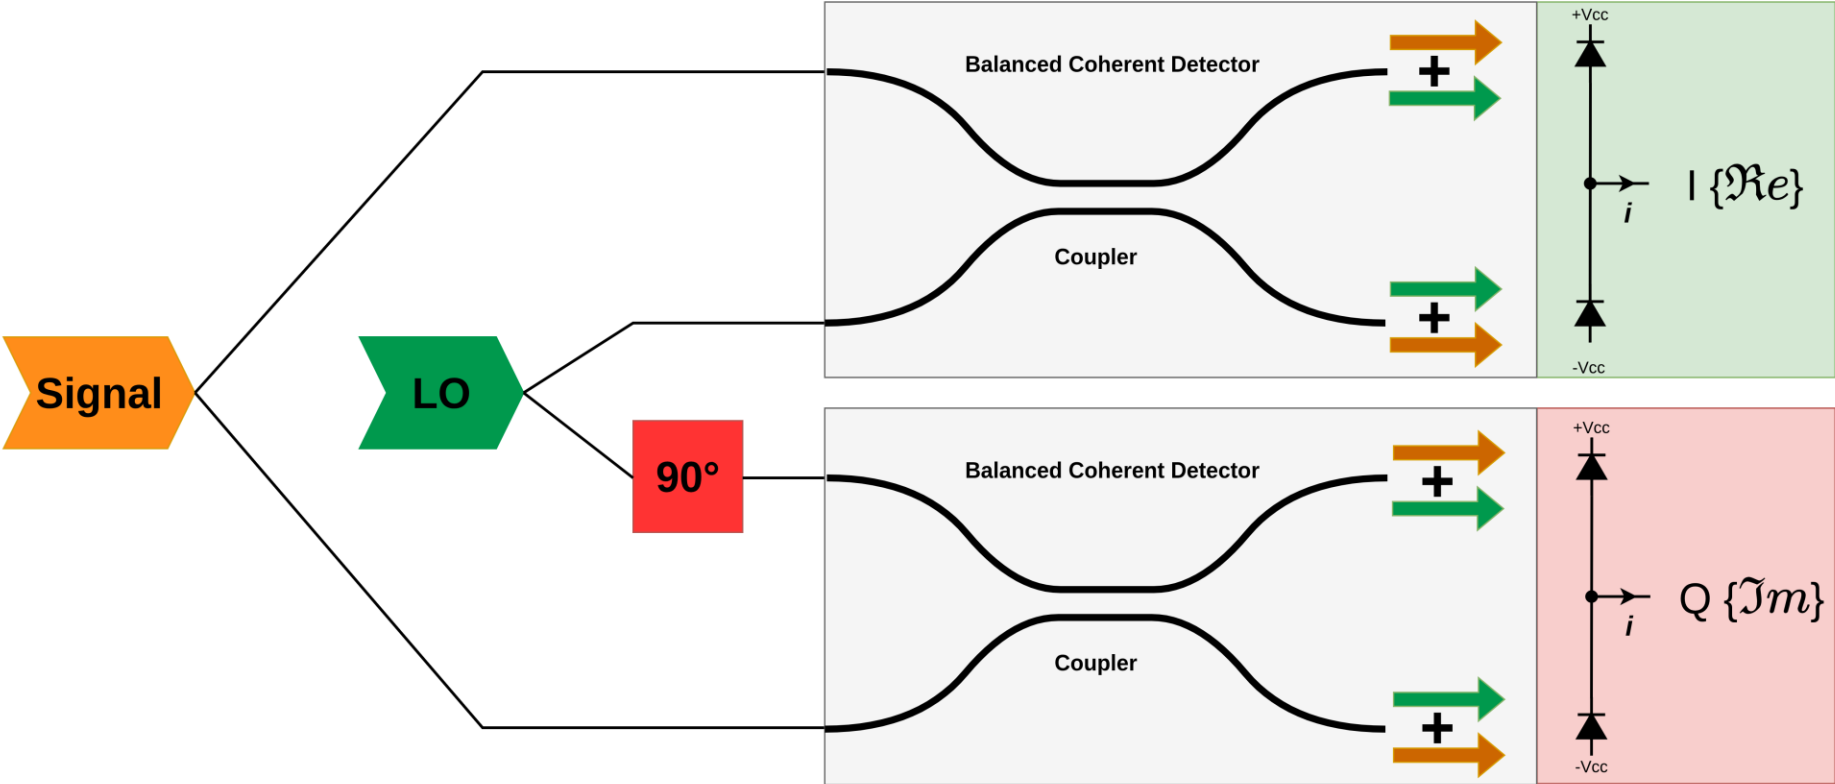 Signal
LO
90°
Balanced Coherent Detector
+
Coupler
+
+Vcc
i
I {ℜe}
-Vcc
Balanced Coherent Detector
+
Coupler
+
+Vcc
i
Q {ℑm}
-Vcc